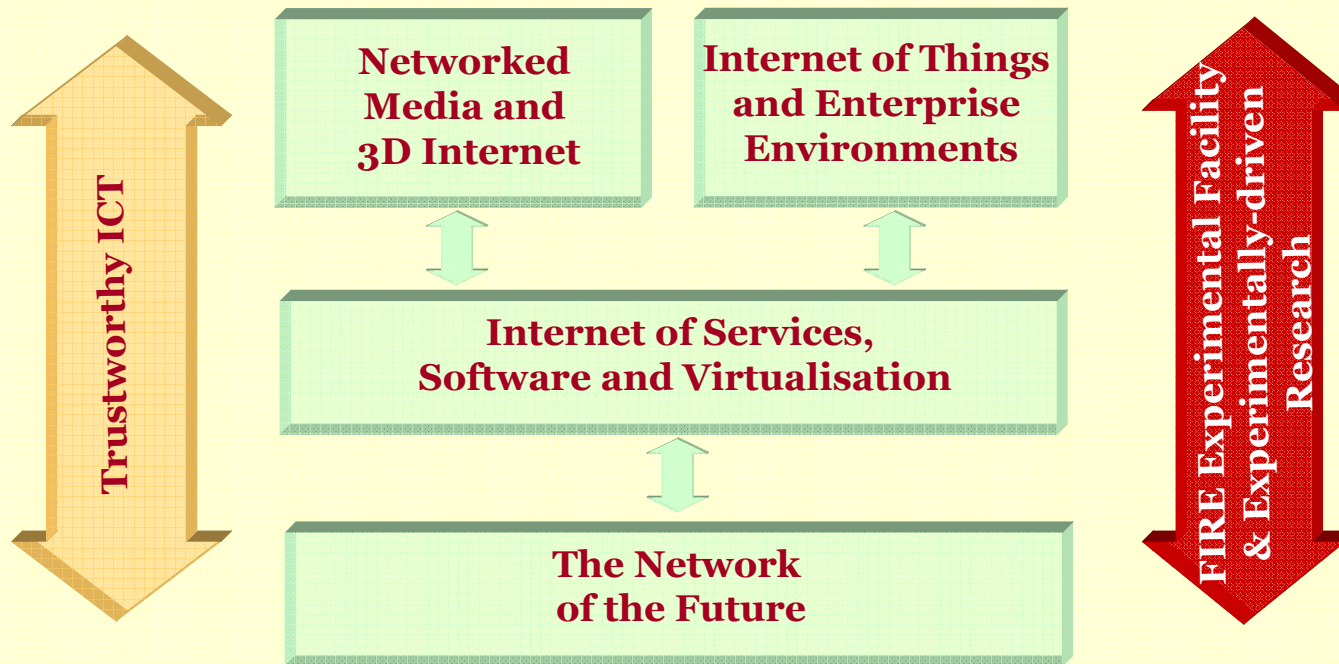 Networked
Media and
3D Internet
Internet of Things
and Enterprise
Environments
Trustworthy ICT
Internet of Services,
Software and Virtualisation
The Network
of the Future
FIRE Experimental Facility
& Experimentally-driven
Research